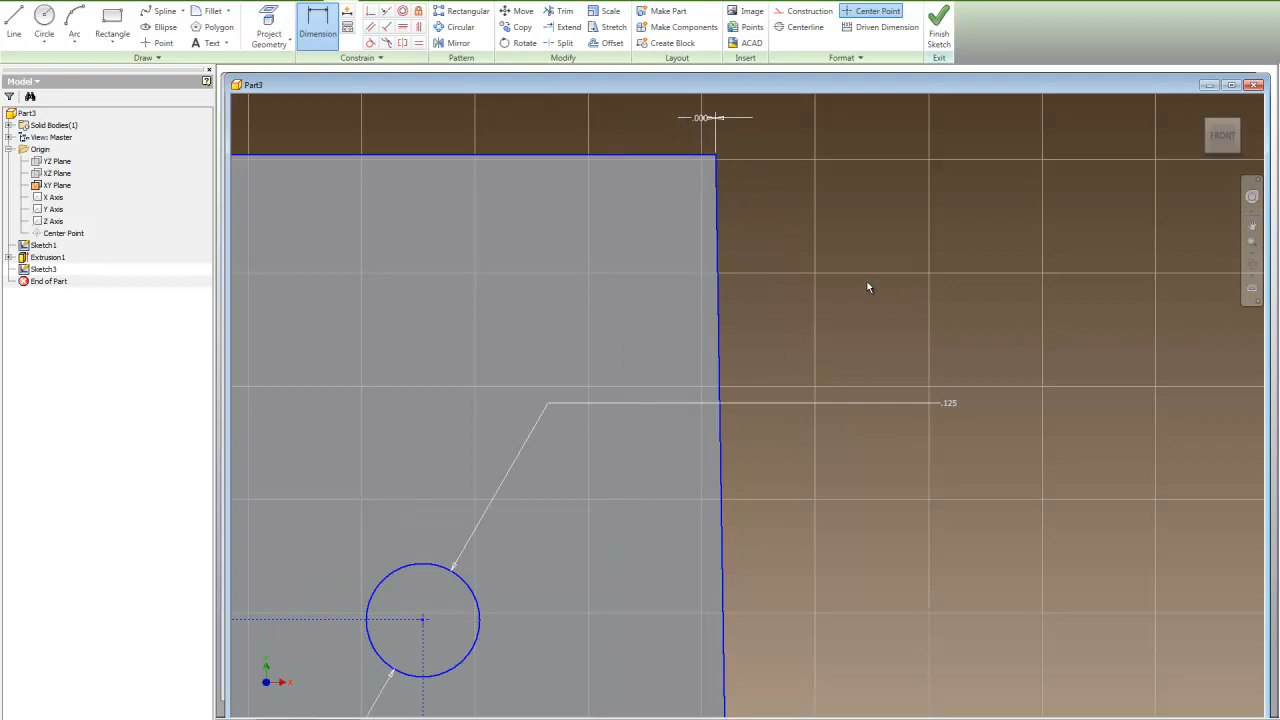 Line
Circle
Arc
Rectangle
Spline
Ellipse
Point
Fillet
Polygon
Text
Project
Geometry
Dimension
Rectangular
Circular
Mirror
Move
Copy
Rotate
Trim
Extend
Split
Scale
Stretch
Offset
Make Part
Make Components
Create Block
Image
Points
ACAD
Construction
Centerline
Center Point
Driven Dimension
Finish
Sketch
Draw
Constrain
Pattern
Modify
Layout
Insert
Format
Exit
Model
Part3
Part3
Solid Bodies(1)
View: Master
Origin
YZ Plane
XZ Plane
XY Plane
X Axis
Y Axis
Z Axis
Center Point
Sketch1
Extrusion1
Sketch3
End of Part
.000
FRONT
.125
X